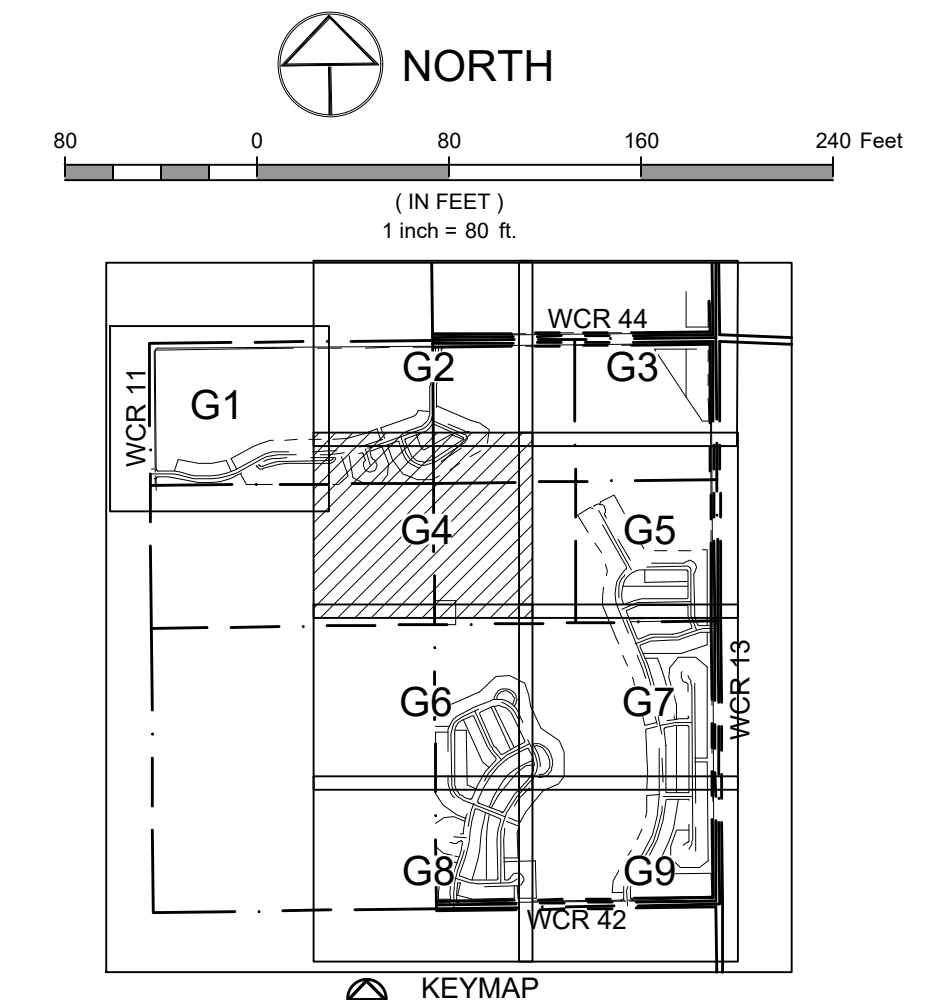 NORTH
80 0 80 160 240 Feet
( IN FEET )
1 inch = 80 ft.
WCR 44
G2 G3
WCR 11
G1
G4 G5
WCR 13
G6 G7
G8 G9
WCR 42
KEYMAP